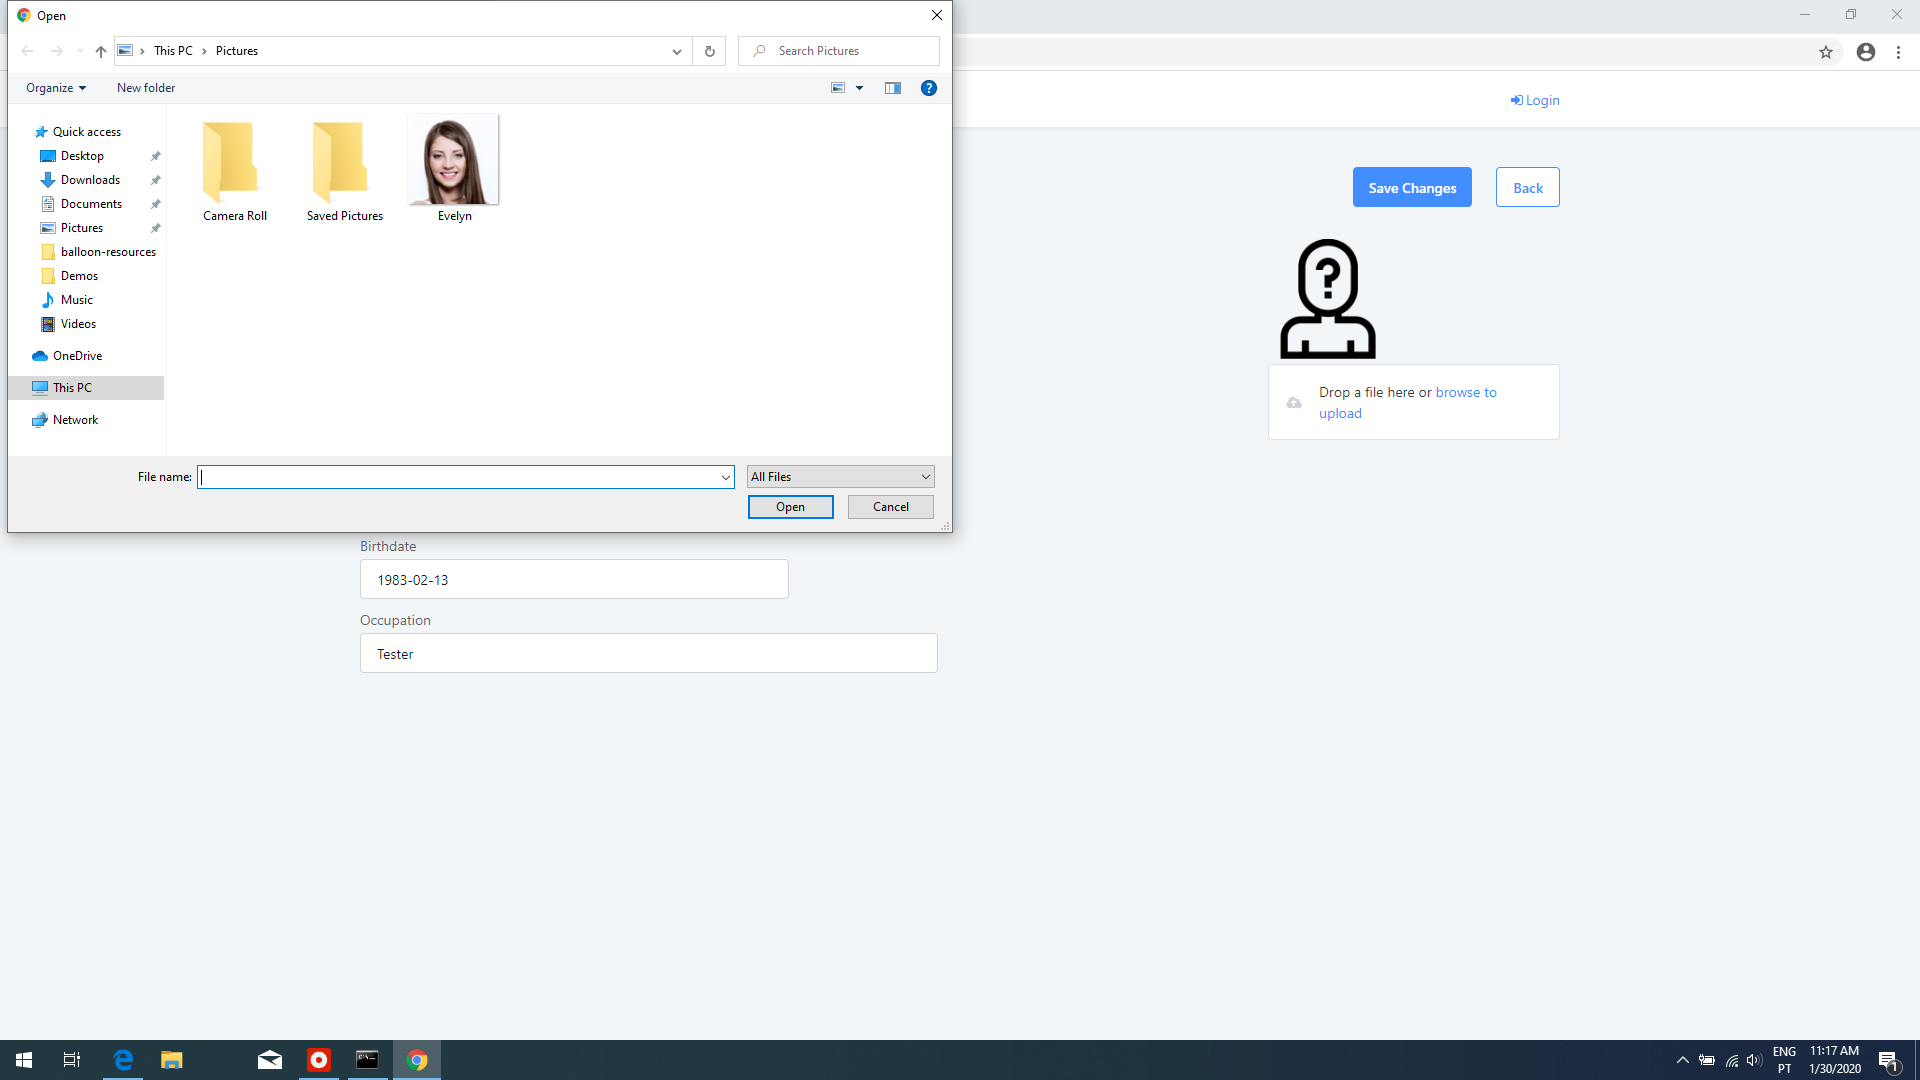 Open
This PC
Pictures
Search Pictures
Organize
New folder
Login
Quick access
Desktop
Downloads
Documents
Pictures
balloon-resources
Demos
Music
Videos
OneDrive
This PC
Network
Camera Roll
Saved Pictures
Evelyn
Save Changes
Back
?
Drop a file here or browse to
upload
File name:
All Files
Open
Cancel
Birthdate
1983-02-13
Occupation
Tester
ENG
PT
11:17 AM
1/30/2020
1